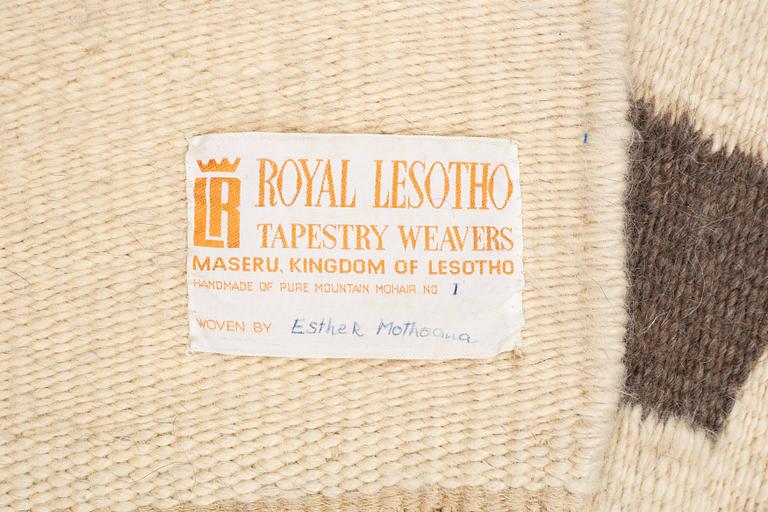 LR ROYAL LESOTHO
TAPESTRY WEAVERS
MASERU, KINGDOM OF LESOTHO
HANDMADE OF PURE MOUNTAIN MOHAIR NO 1
WOVEN BY Esther Mothoana